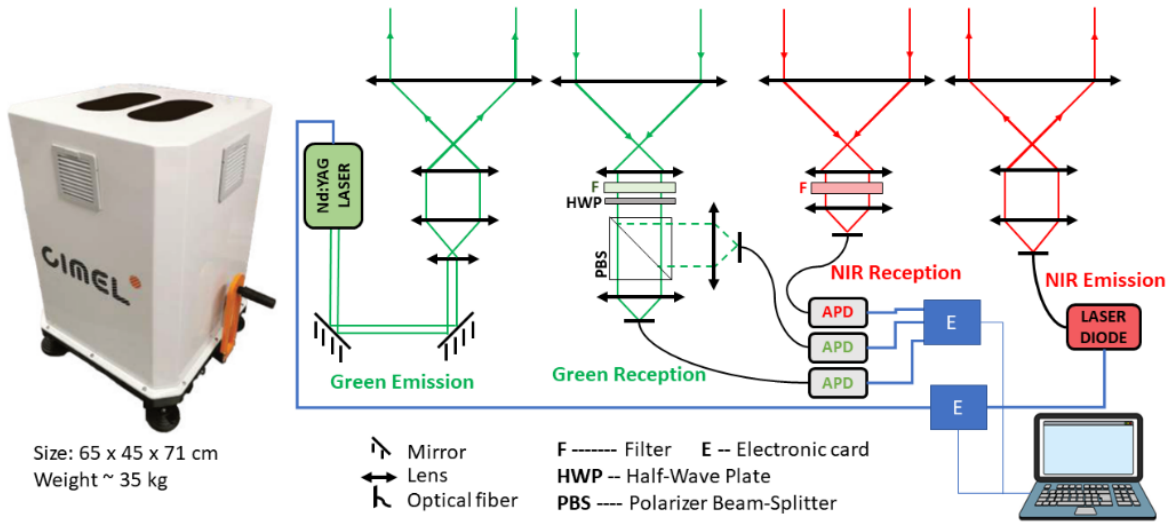 Nd:YAG
LASER
F
HWP
PBS
F
NIR Reception
NIR Emission
APD
APD
APD
E
E
LASER
DIODE
Green Emission
Green Reception
CIMEL
Size: 65 x 45 x 71 cm
Weight ~ 35 kg
Mirror
Lens
Optical fiber
F ------- Filter
E -- Electronic card
HWP -- Half-Wave Plate
PBS ---- Polarizer Beam-Splitter